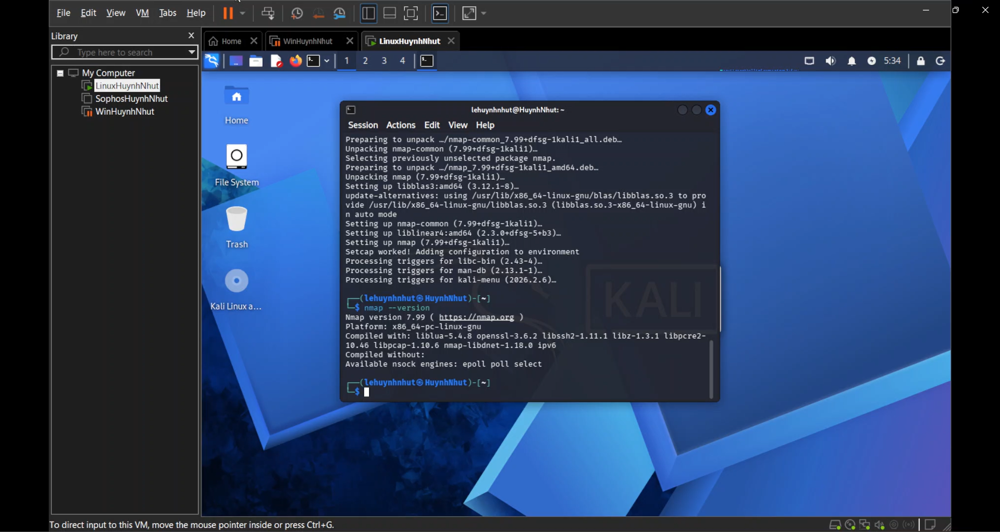 File Edit View VM Tabs Help
Library
Type here to search
My Computer
LinuxHuynhNhut
SophosHuynhNhut
WinHuynhNhut
Home WinHuynhNhut LinuxHuynhNhut
1 2 3 4 5:34
Home
File System
Trash
Kali Linux a...
lehuynhnhut@HuynhNhut: ~
Session Actions Edit View Help
Preparing to unpack …/nmap-common_7.99+dfsg-1kali1_all.deb…
Unpacking nmap-common (7.99+dfsg-1kali1)…
Selecting previously unselected package nmap.
Preparing to unpack …/nmap_7.99+dfsg-1kali1_amd64.deb…
Unpacking nmap (7.99+dfsg-1kali1)…
Setting up libblas3:amd64 (3.12.1-8)…
update-alternatives: using /usr/lib/x86_64-linux-gnu/blas/libblas.so.3 to pro
vide /usr/lib/x86_64-linux-gnu/libblas.so.3 (libblas.so.3-x86_64-linux-gnu) i
n auto mode
Setting up nmap-common (7.99+dfsg-1kali1)…
Setting up liblinear4:amd64 (2.3.0+dfsg-5+b3)…
Setting up nmap (7.99+dfsg-1kali1)…
Setcap worked! Adding configuration to environment
Processing triggers for libc-bin (2.43-4)…
Processing triggers for man-db (2.13.1-1)…
Processing triggers for kali-menu (2026.2.6)…
┌──(lehuynhnhut㉿HuynhNhut)-[~]
└─$ nmap --version
Nmap version 7.99 ( https://nmap.org )
Platform: x86_64-pc-linux-gnu
Compiled with: liblua-5.4.8 openssl-3.6.2 libssh2-1.11.1 libz-1.3.1 libpcre2-
10.46 libpcap-1.10.6 nmap-libdnet-1.18.0 ipv6
Compiled without:
Available nsock engines: epoll poll select
┌──(lehuynhnhut㉿HuynhNhut)-[~]
└─$
KALI
To direct input to this VM, move the mouse pointer inside or press Ctrl+G.